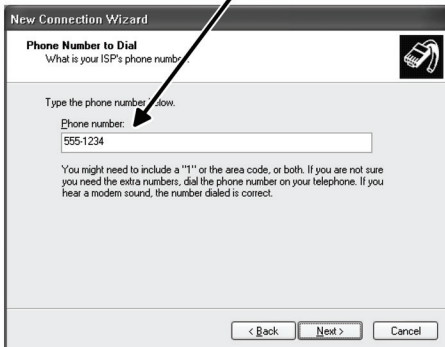 New Connection Wizard
Phone Number to Dial
What is your ISP's phone number
Type the phone number
Phone number:
555-1234
You might need to include a "1" or the area code, or both. If you are not sure
you need the extra numbers, dial the phone number on your telephone. If you
hear a modem sound, the number dialed is correct.
< Back
Next >
Cancel